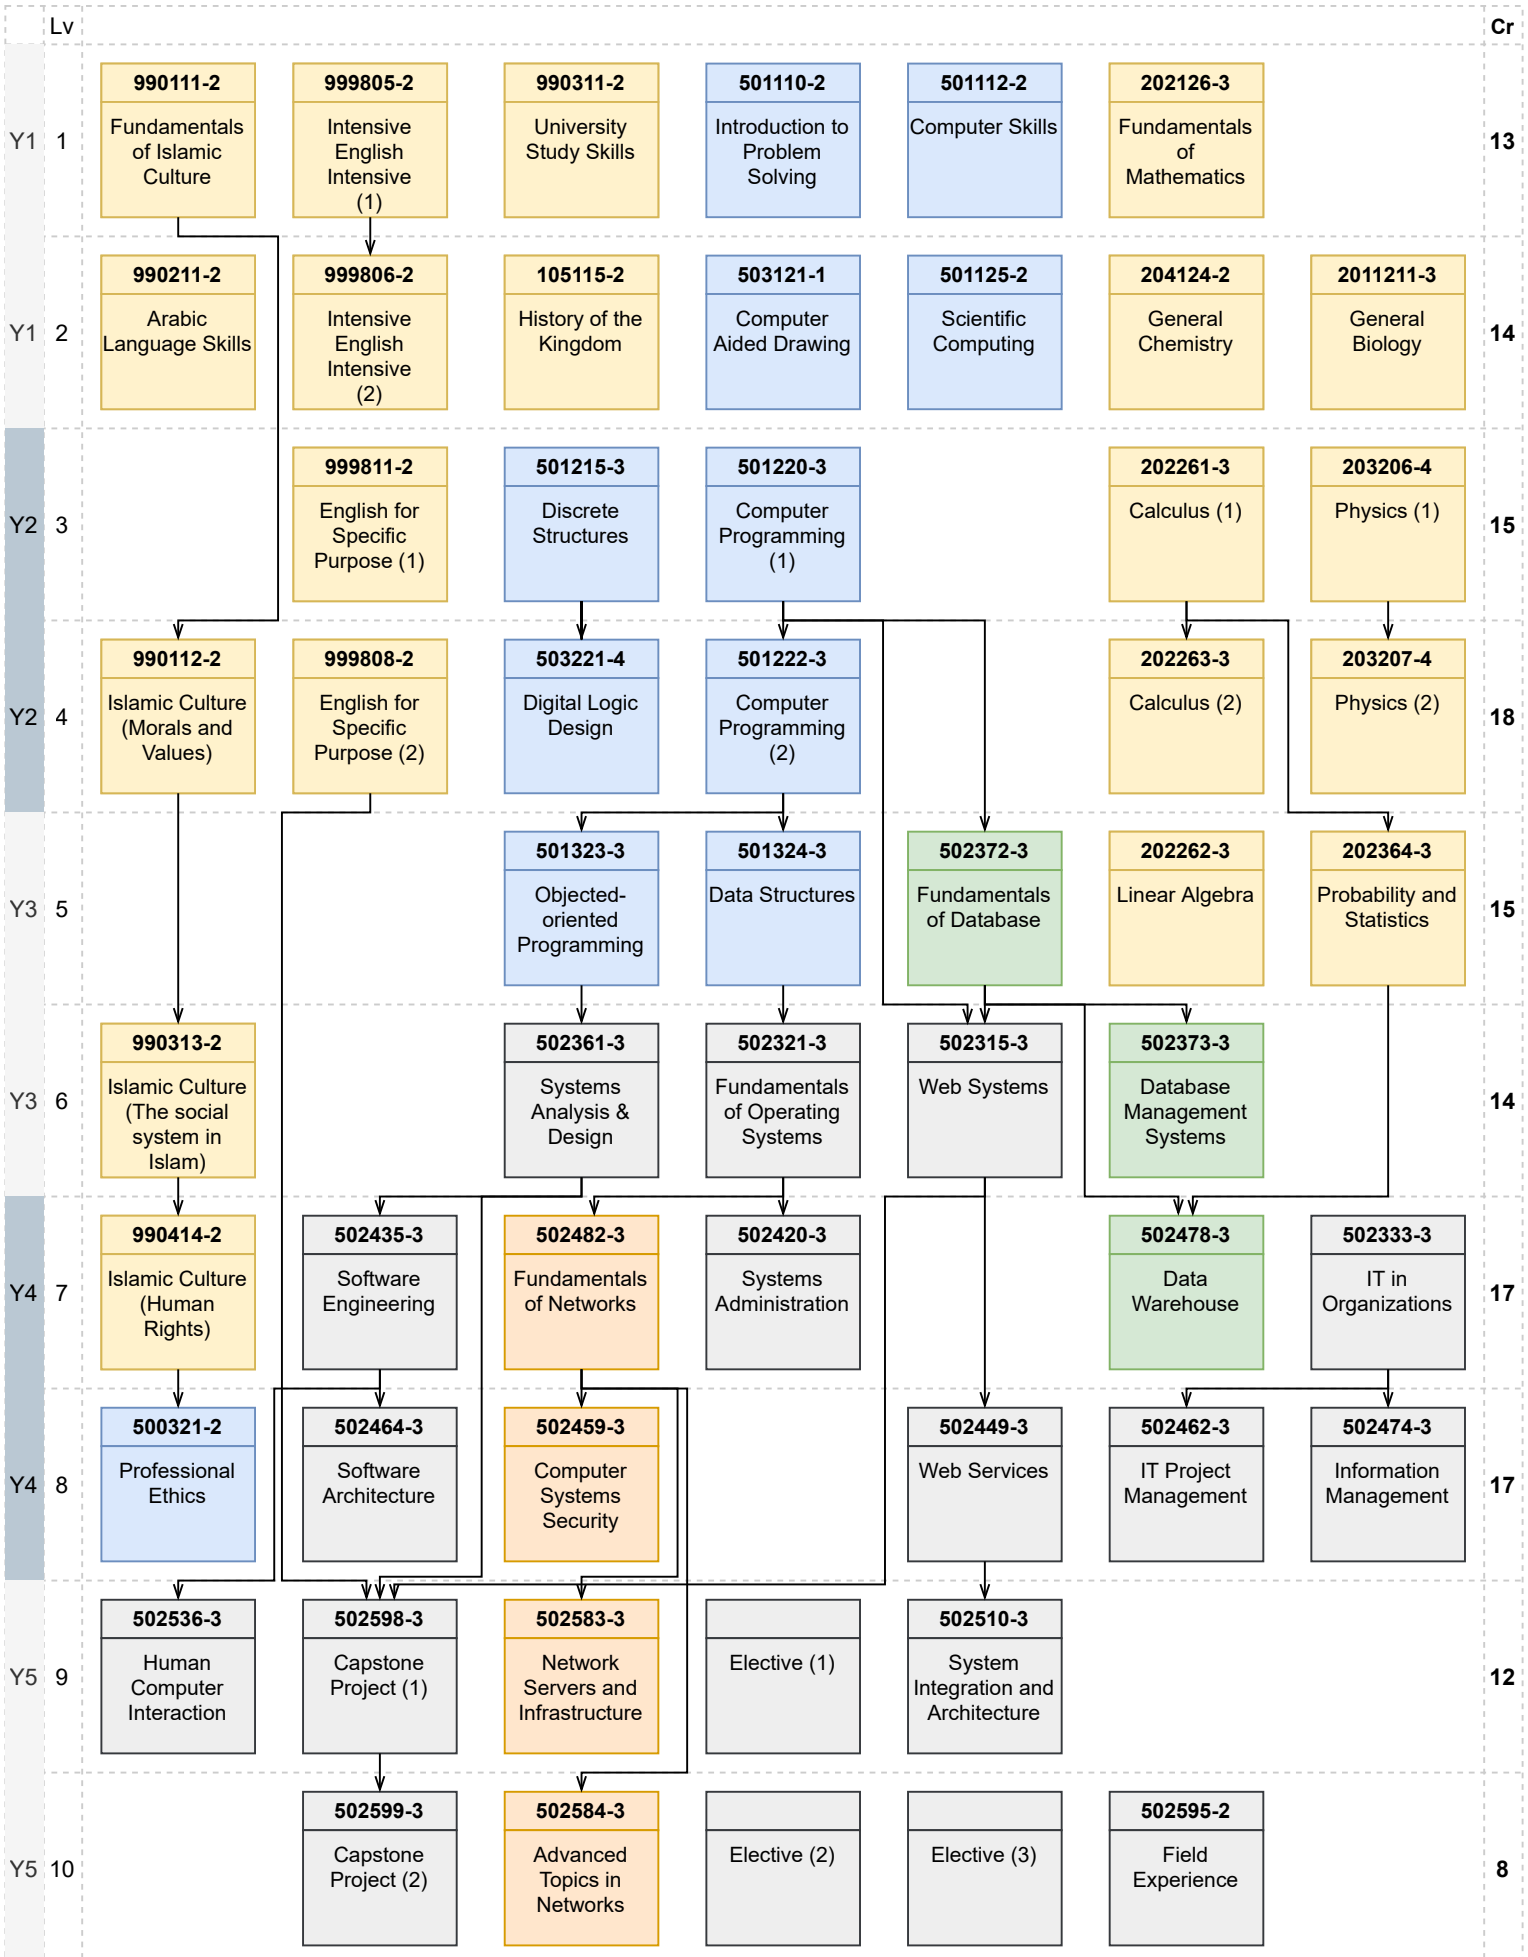 Lv
Cr
Y1
1
990111-2
Fundamentals
of Islamic
Culture
999805-2
Intensive
English
Intensive
(1)
990311-2
University
Study Skills
501110-2
Introduction to
Problem
Solving
501112-2
Computer Skills
202126-3
Fundamentals
of
Mathematics
13
Y1
2
990211-2
Arabic
Language Skills
999806-2
Intensive
English
Intensive
(2)
105115-2
History of the
Kingdom
503121-1
Computer
Aided Drawing
501125-2
Scientific
Computing
204124-2
General
Chemistry
2011211-3
General
Biology
14
Y2
3
999811-2
English for
Specific
Purpose (1)
501215-3
Discrete
Structures
501220-3
Computer
Programming
(1)
202261-3
Calculus (1)
203206-4
Physics (1)
15
Y2
4
990112-2
Islamic Culture
(Morals and
Values)
999808-2
English for
Specific
Purpose (2)
503221-4
Digital Logic
Design
501222-3
Computer
Programming
(2)
202263-3
Calculus (2)
203207-4
Physics (2)
18
Y3
5
501323-3
Objected-
oriented
Programming
501324-3
Data Structures
502372-3
Fundamentals
of Database
202262-3
Linear Algebra
202364-3
Probability and
Statistics
15
Y3
6
990313-2
Islamic Culture
(The social
system in
Islam)
502361-3
Systems
Analysis &
Design
502321-3
Fundamentals
of Operating
Systems
502315-3
Web Systems
502373-3
Database
Management
Systems
14
Y4
7
990414-2
Islamic Culture
(Human
Rights)
502435-3
Software
Engineering
502482-3
Fundamentals
of Networks
502420-3
Systems
Administration
502478-3
Data
Warehouse
502333-3
IT in
Organizations
17
Y4
8
500321-2
Professional
Ethics
502464-3
Software
Architecture
502459-3
Computer
Systems
Security
502449-3
Web Services
502462-3
IT Project
Management
502474-3
Information
Management
17
Y5
9
502536-3
Human
Computer
Interaction
502598-3
Capstone
Project (1)
502583-3
Network
Servers and
Infrastructure
Elective (1)
502510-3
System
Integration and
Architecture
12
Y5
10
502599-3
Capstone
Project (2)
502584-3
Advanced
Topics in
Networks
Elective (2)
Elective (3)
502595-2
Field
Experience
8